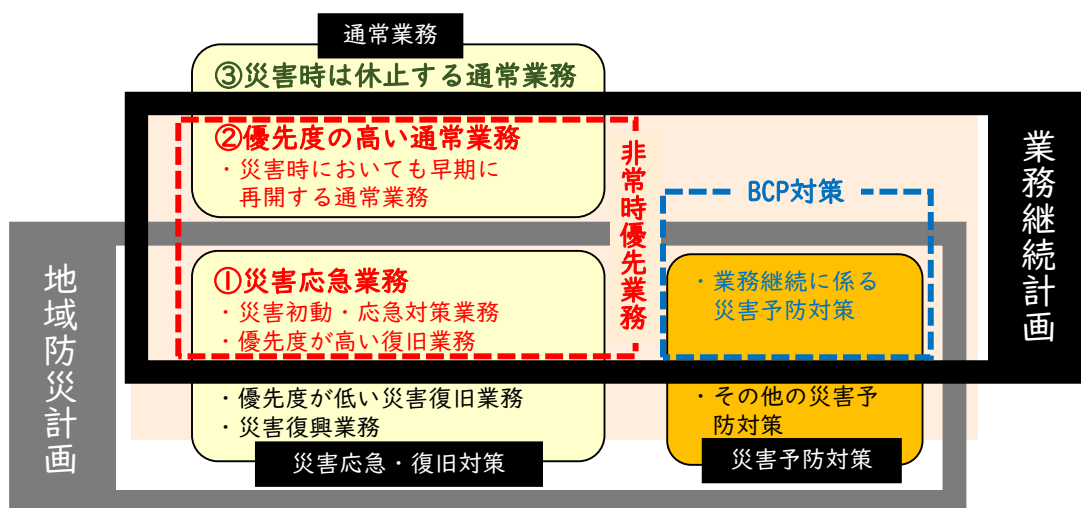 通常業務
③災害時は休止する通常業務
②優先度の高い通常業務
・災害時においても早期に
再開する通常業務
非常時優先業務
BCP対策
業務継続計画
地域防災計画
①災害応急業務
・災害初動・応急対策業務
・優先度が高い復旧業務
・業務継続に係る
災害予防対策
・優先度が低い災害復旧業務
・災害復興業務
・その他の災害予
防対策
災害応急・復旧対策
災害予防対策